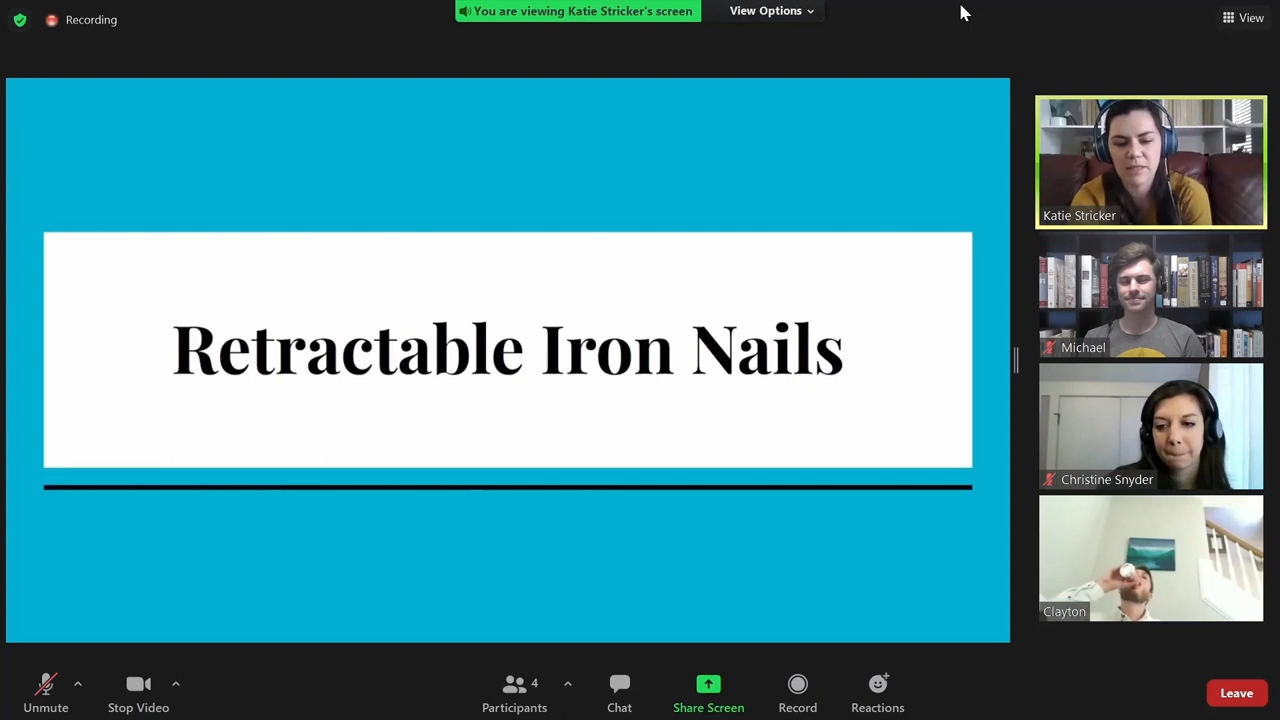 Recording
You are viewing Katie Stricker's screen
View Options
View
Katie Stricker
Retractable Iron Nails
Michael
Christine Snyder
Clayton
Unmute
Stop Video
Participants
4
Chat
Share Screen
Record
Reactions
Leave